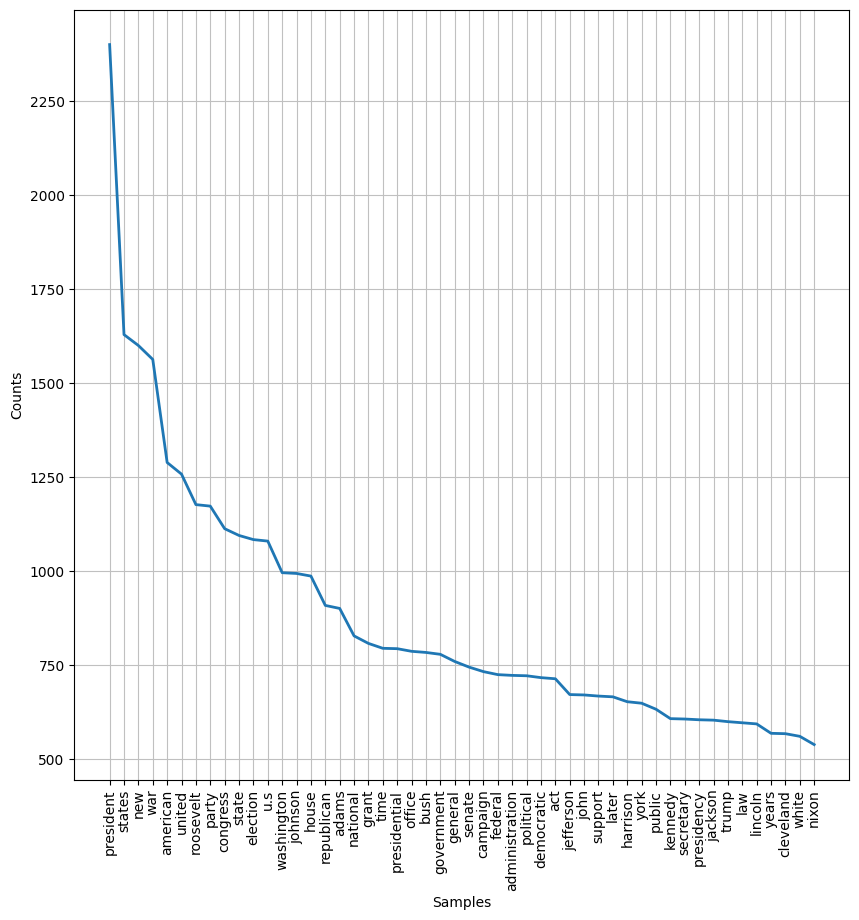 2250
2000
1750
1500
1250
1000
750
500
Counts
president
states
new
war
american
united
roosevelt
party
congress
state
election
u.s
washington
johnson
house
republican
adams
national
grant
time
presidential
office
bush
government
general
senate
campaign
federal
administration
political
democratic
act
jefferson
john
support
later
harrison
york
public
kennedy
secretary
presidency
jackson
trump
law
lincoln
years
cleveland
white
nixon
Samples